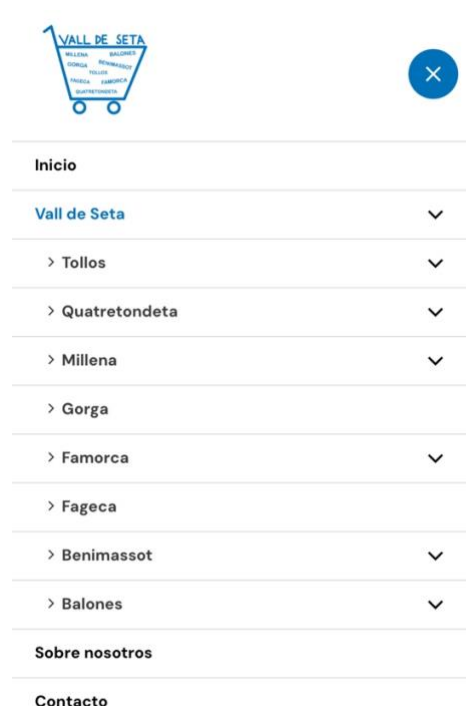 VALL DE SETA
MILLENA BALONES
GORGA BENIMASSOT
TOLLOS
FAGECA FAMORCA
QUATRETONDETA
Inicio
Vall de Seta
Tollos
Quatretondeta
Millena
Gorga
Famorca
Fageca
Benimassot
Balones
Sobre nosotros
Contacto